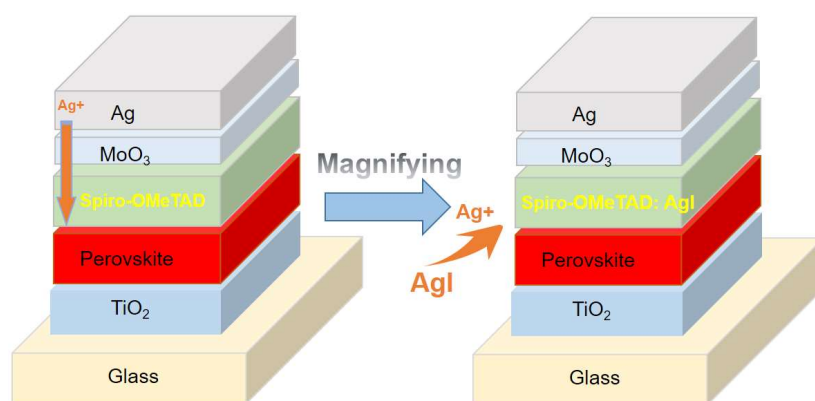 Ag+
Ag
MoO3
Spiro-OMeTAD
Perovskite
TiO2
Glass
Magnifying
Ag+
AgI
Ag
MoO3
Spiro-OMeTAD: AgI
Perovskite
TiO2
Glass